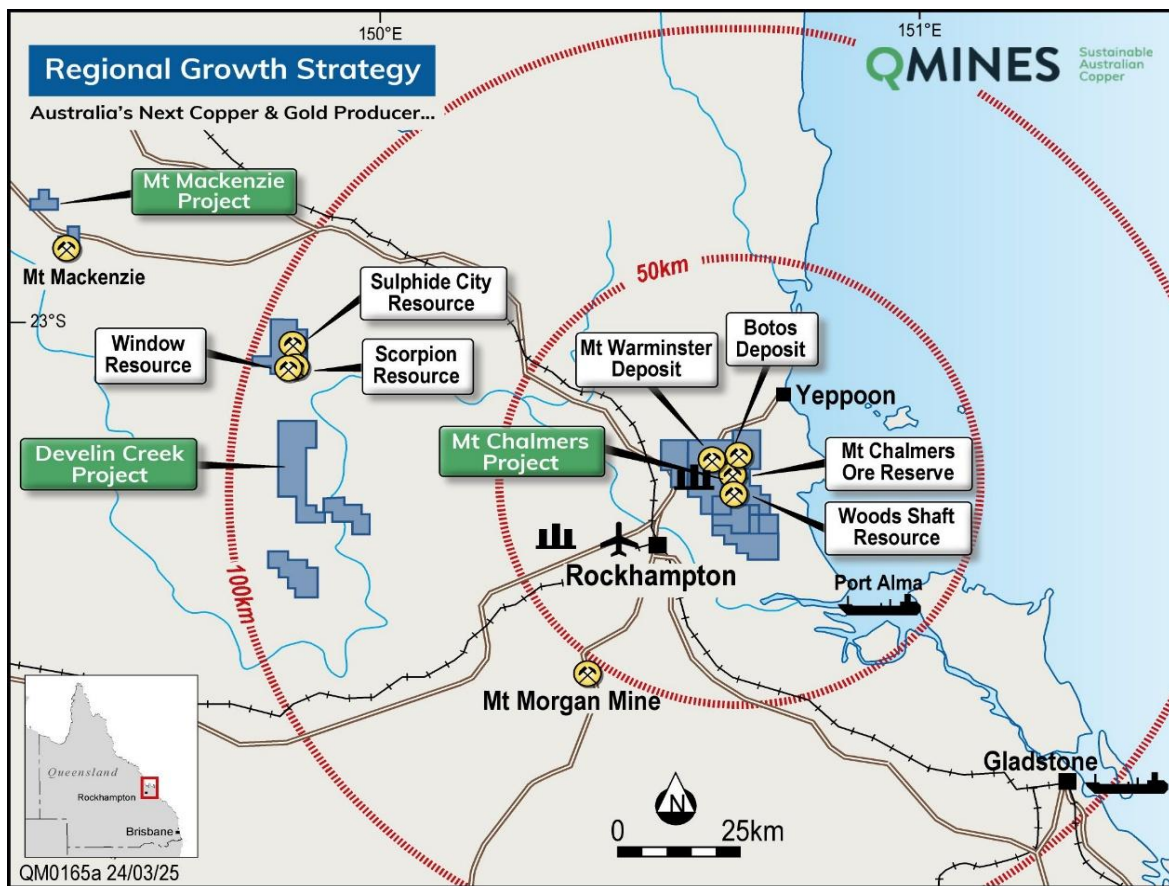 150°E
151°E
Regional Growth Strategy
Australia's Next Copper & Gold Producer...
QMINES
Sustainable
Australian
Copper
Mt Mackenzie
Project
Mt Mackenzie
Sulphide City
Resource
50km
23°S
Window
Resource
Scorpion
Resource
Mt Warminster
Deposit
Botos
Deposit
Yeppoon
Develin Creek
Project
Mt Chalmers
Project
Mt Chalmers
Ore Reserve
Woods Shaft
Resource
Rockhampton
Port Alma
100km
Mt Morgan Mine
Gladstone
Queensland
Rockhampton
Brisbane
N
0 25km
QM0165a 24/03/25